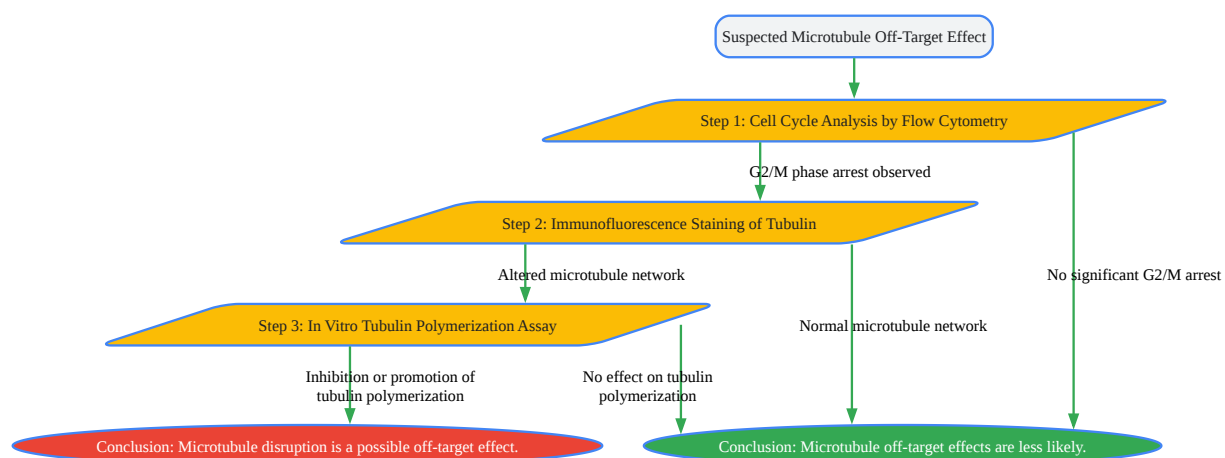 Suspected Microtubule Off-Target Effect
Step 1: Cell Cycle Analysis by Flow Cytometry
G2/M phase arrest observed
Step 2: Immunofluorescence Staining of Tubulin
Altered microtubule network
No significant G2/M arrest
Step 3: In Vitro Tubulin Polymerization Assay
Normal microtubule network
Inhibition or promotion of
tubulin polymerization
No effect on tubulin
polymerization
Conclusion: Microtubule disruption is a possible off-target effect.
Conclusion: Microtubule off-target effects are less likely.